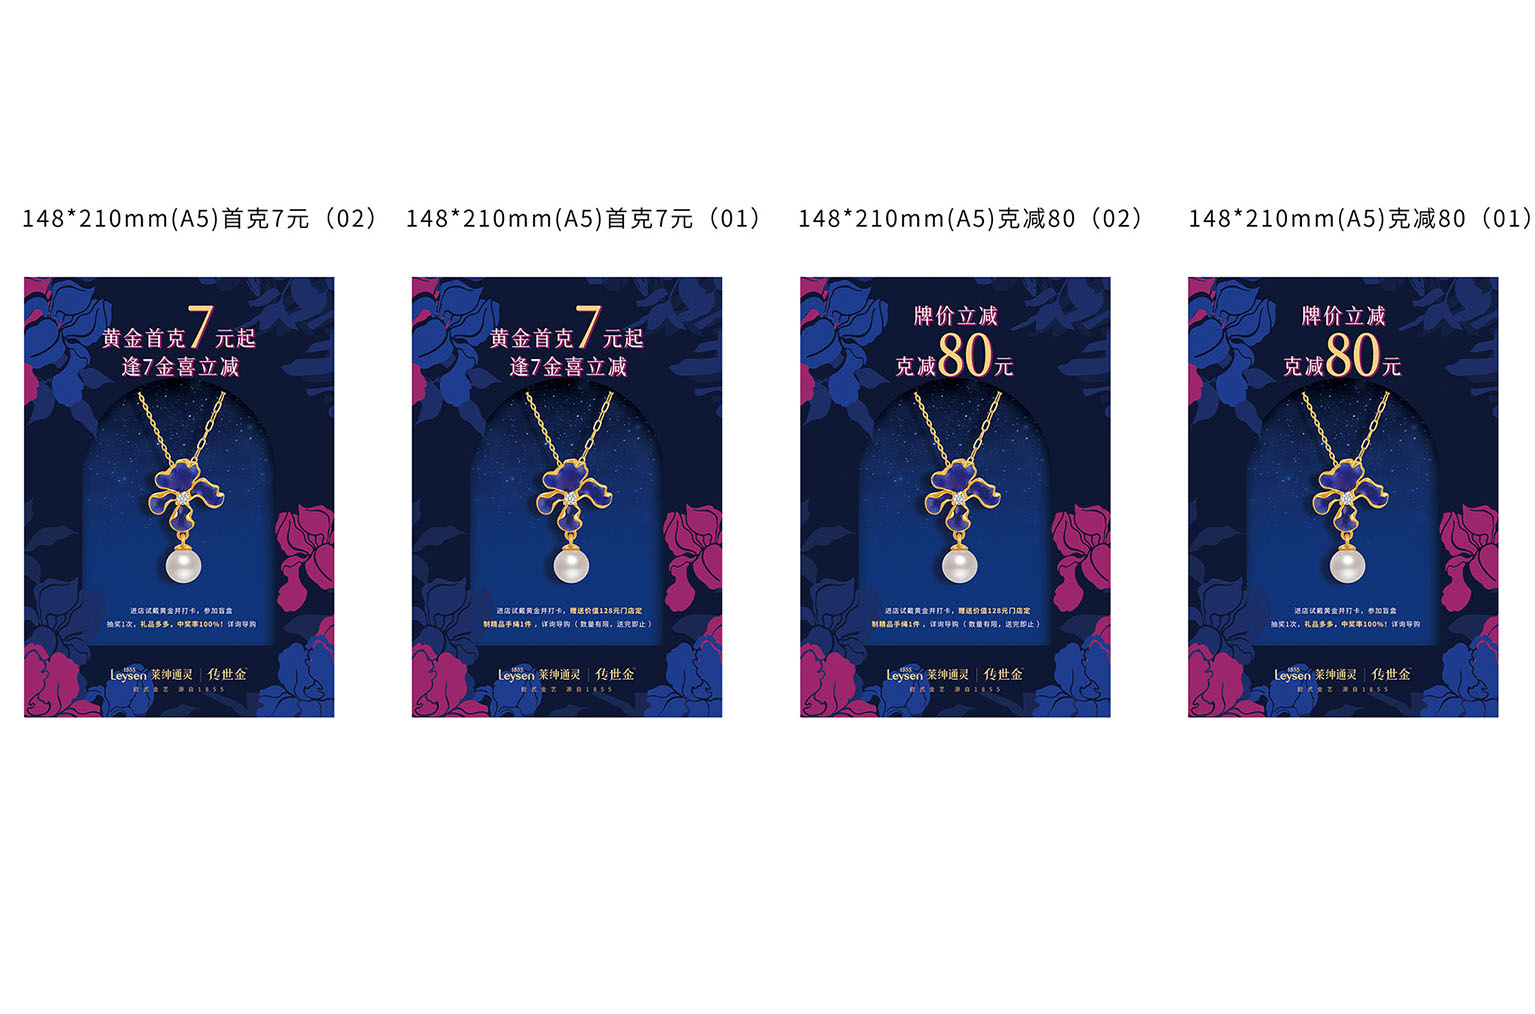 148*210mm(A5)首克7元（02）
148*210mm(A5)首克7元（01）
148*210mm(A5)克减80（02）
148*210mm(A5)克减80（01）
黄金首克7元起
逢7金喜立减
进店试戴黄金并打卡，参加盲盒
抽奖1次，礼品多多，中奖率100%！详询导购
1855
Leysen 莱绅通灵 | 传世金
欧式金艺 源自1855
黄金首克7元起
逢7金喜立减
进店试戴黄金并打卡，赠送价值128元门店定
制精品手绳1件，详询导购（数量有限，送完即止）
1855
Leysen 莱绅通灵 | 传世金
欧式金艺 源自1855
牌价立减
克减80元
进店试戴黄金并打卡，赠送价值128元门店定
制精品手绳1件，详询导购（数量有限，送完即止）
1855
Leysen 莱绅通灵 | 传世金
欧式金艺 源自1855
牌价立减
克减80元
进店试戴黄金并打卡，参加盲盒
抽奖1次，礼品多多，中奖率100%！详询导购
1855
Leysen 莱绅通灵 | 传世金
欧式金艺 源自1855